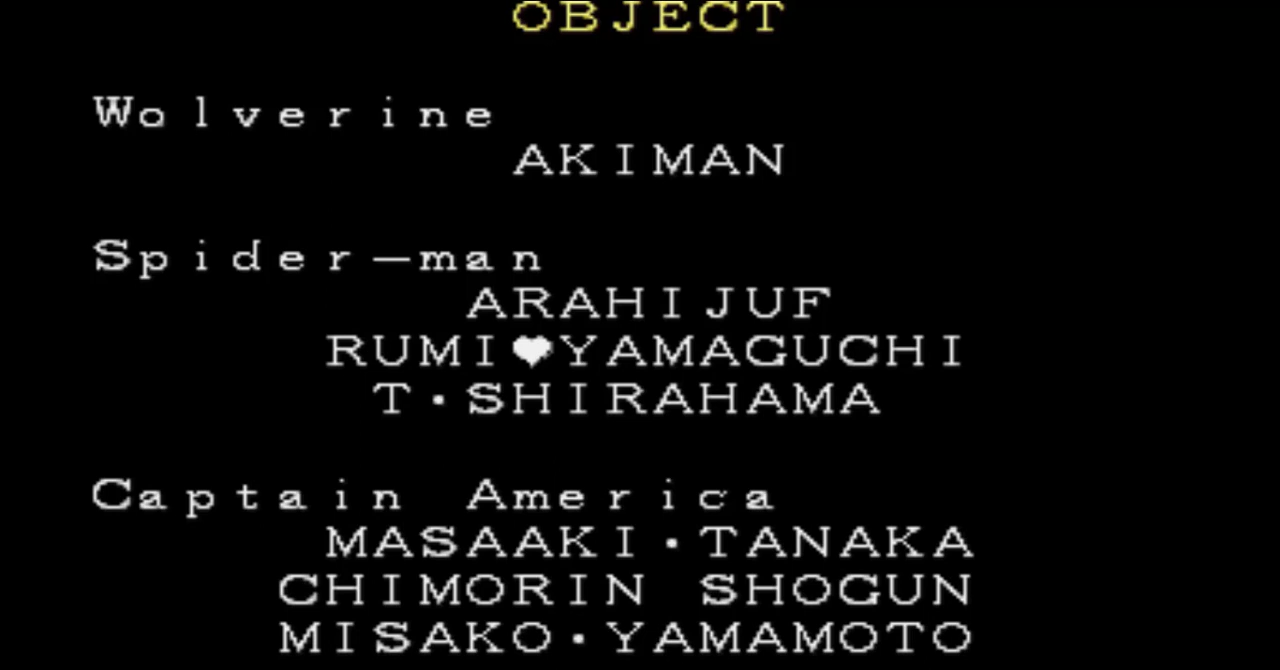 OBJECT
Wolverine
AKIMAN
Spider-man
ARAHIJUF
RUMI♥YAMAGUCHI
T·SHIRAHAMA
Captain America
MASAAKI·TANAKA
CHIMORIN SHOGUN
MISAKO·YAMAMOTO